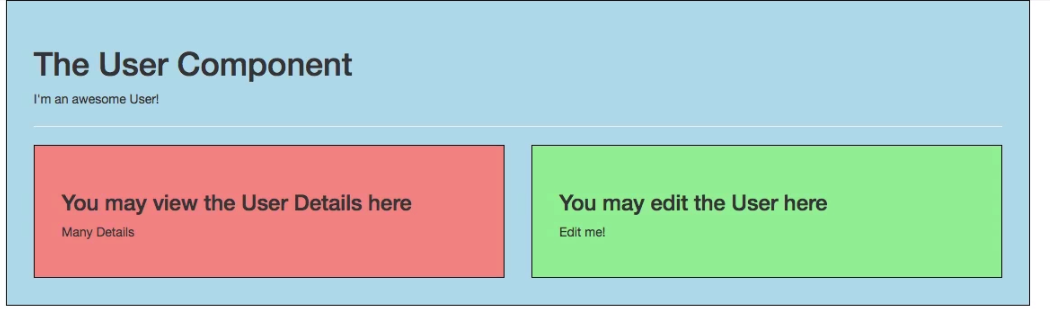 The User Component
I'm an awesome User!
You may view the User Details here
Many Details
You may edit the User here
Edit me!